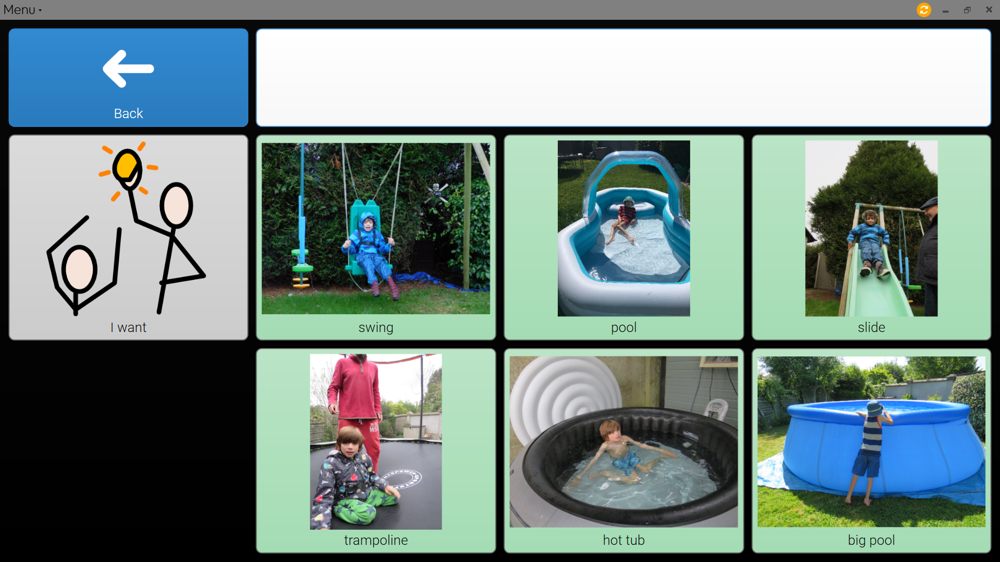 Menu
Back
I want
swing
pool
slide
trampoline
hot tub
big pool